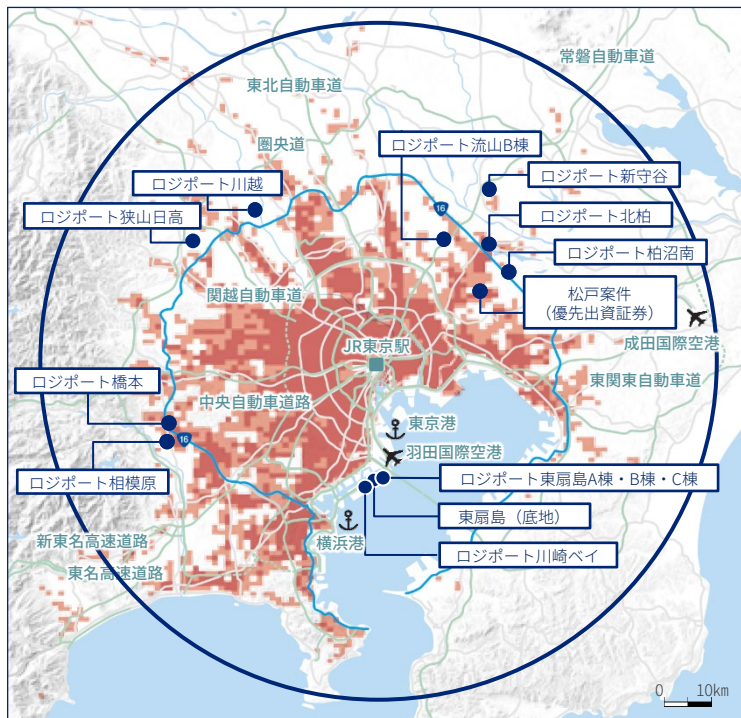 常磐自動車道
東北自動車道
圏央道
ロジポート流山B棟
ロジポート川越
ロジポート新守谷
ロジポート狭山日高
16
ロジポート北柏
ロジポート柏沼南
関越自動車道
松戸案件
（優先出資証券）
成田国際空港
JR東京駅
東関東自動車道
ロジポート橋本
中央自動車道路
東京港
16
羽田国際空港
ロジポート相模原
ロジポート東扇島A棟・B棟・C棟
東扇島（底地）
新東名高速道路
横浜港
ロジポート川崎ベイ
東名高速道路
0 10km